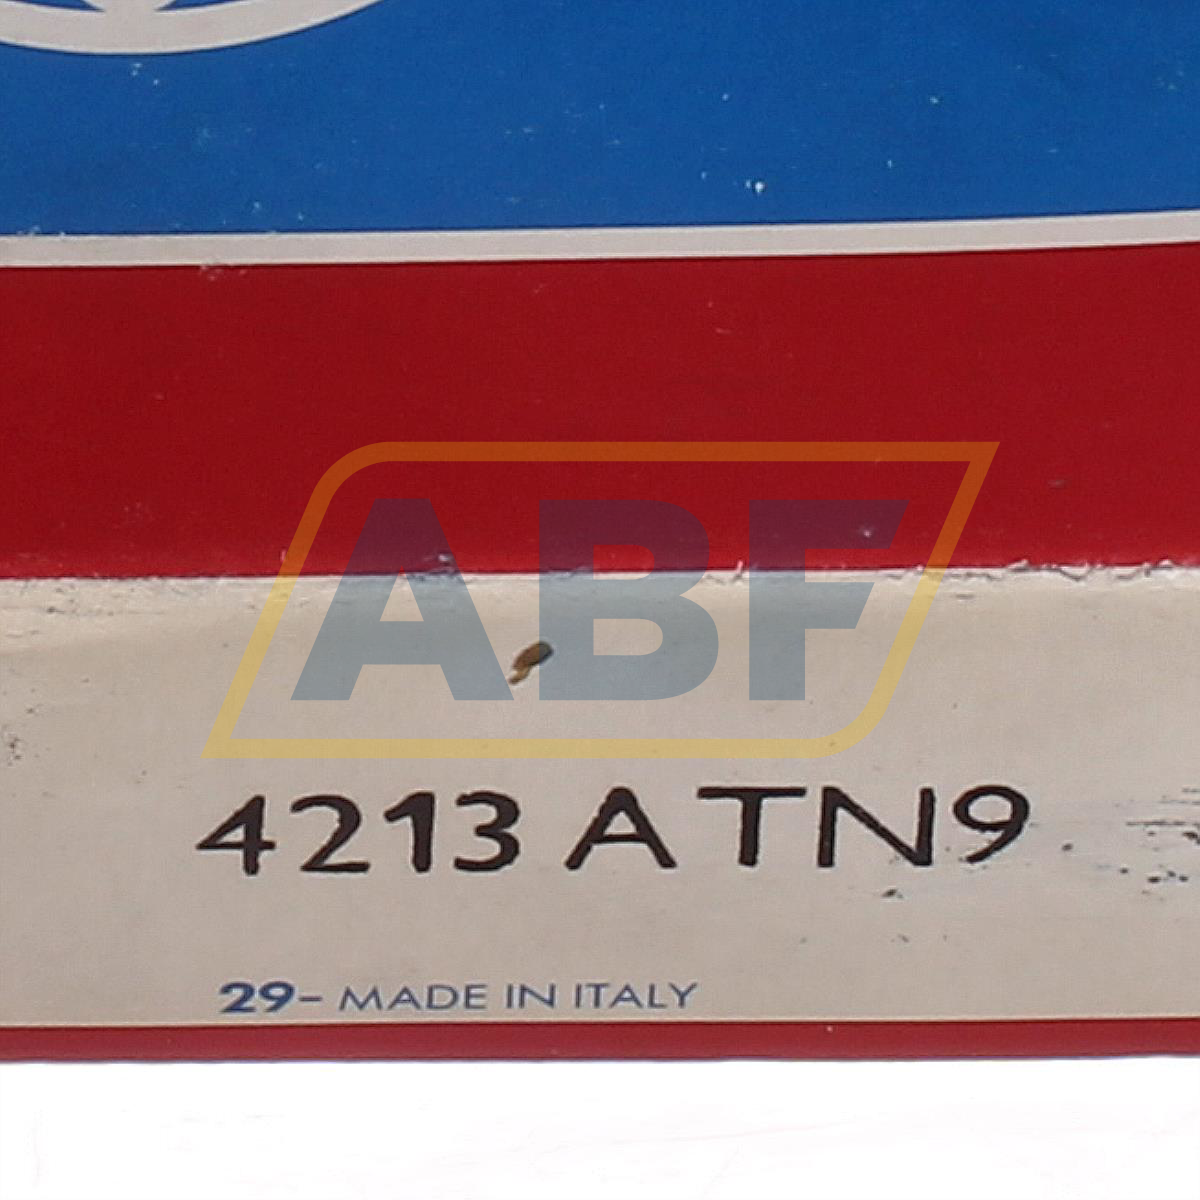 ABF
4213 ATN9
29- MADE IN ITALY